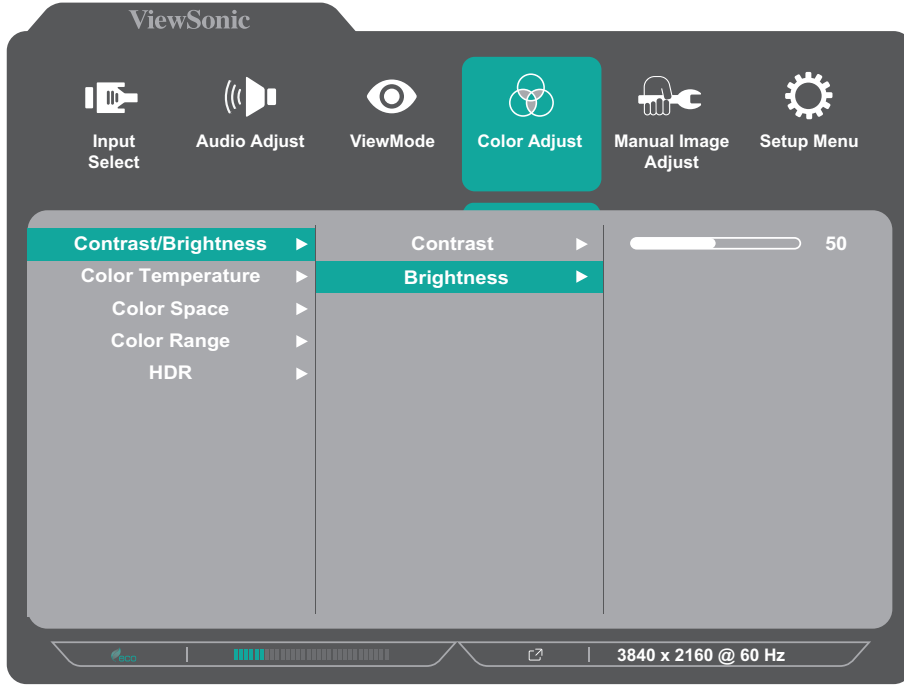 ViewSonic
Input
Select
Audio Adjust
ViewMode
Color Adjust
Manual Image
Adjust
Setup Menu
Contrast/Brightness
Color Temperature
Color Space
Color Range
HDR
Contrast
Brightness
50
eco
3840 x 2160 @ 60 Hz